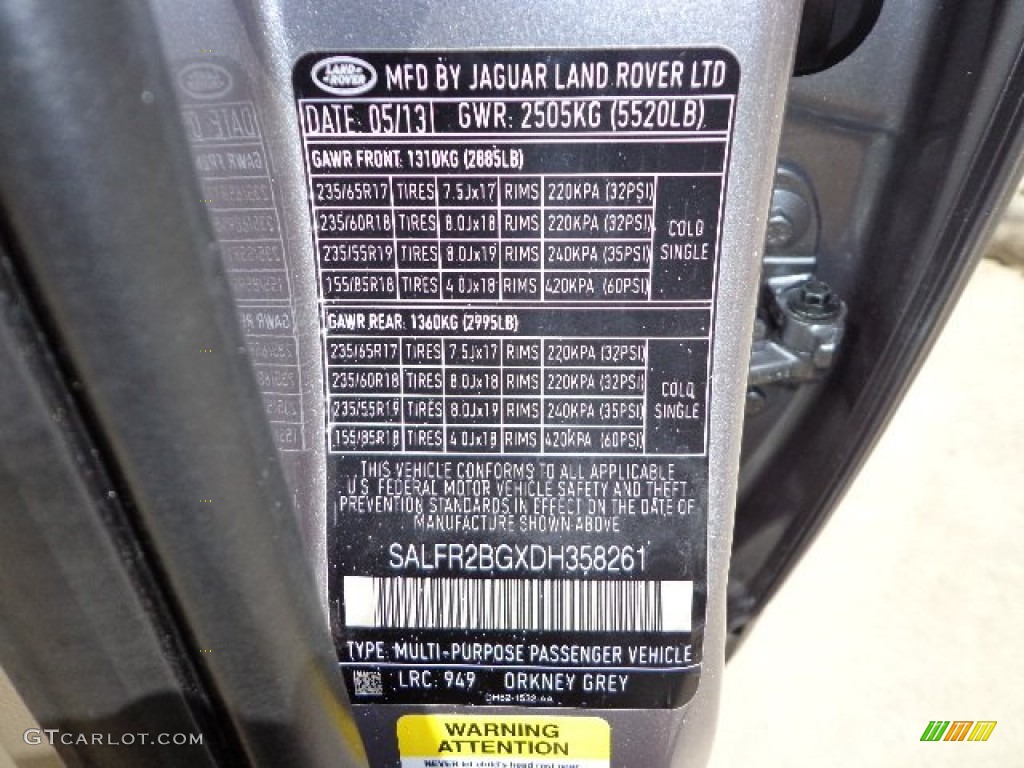 LAND-
ROVER
MFD BY JAGUAR LAND ROVER LTD
DATE: 05/13 GWR: 2505KG (5520LB)
GAWR FRONT: 1310KG (2885LB)
235/65R17 TIRES 7.5Jx17 RIMS 220KPA (32PSI)
235/60R18 TIRES 8.0Jx18 RIMS 220KPA (32PSI)
235/55R19 TIRES 8.0Jx19 RIMS 240KPA (35PSI)
155/85R18 TIRES 4.0Jx18 RIMS 420KPA (60PSI)
COLD
SINGLE
GAWR REAR: 1360KG (2995LB)
235/65R17 TIRES 7.5Jx17 RIMS 220KPA (32PSI)
235/60R18 TIRES 8.0Jx18 RIMS 220KPA (32PSI)
235/55R19 TIRES 8.0Jx19 RIMS 240KPA (35PSI)
155/85R18 TIRES 4.0Jx18 RIMS 420KPA (60PSI)
COLD
SINGLE
THIS VEHICLE CONFORMS TO ALL APPLICABLE
U.S. FEDERAL MOTOR VEHICLE SAFETY AND THEFT
PREVENTION STANDARDS IN EFFECT ON THE DATE OF
MANUFACTURE SHOWN ABOVE
SALFR2BGXDH358261
TYPE: MULTI-PURPOSE PASSENGER VEHICLE
LRC: 949 ORKNEY GREY
WARNING
ATTENTION
NEVER let child's head rest near
GTCARLOT.COM